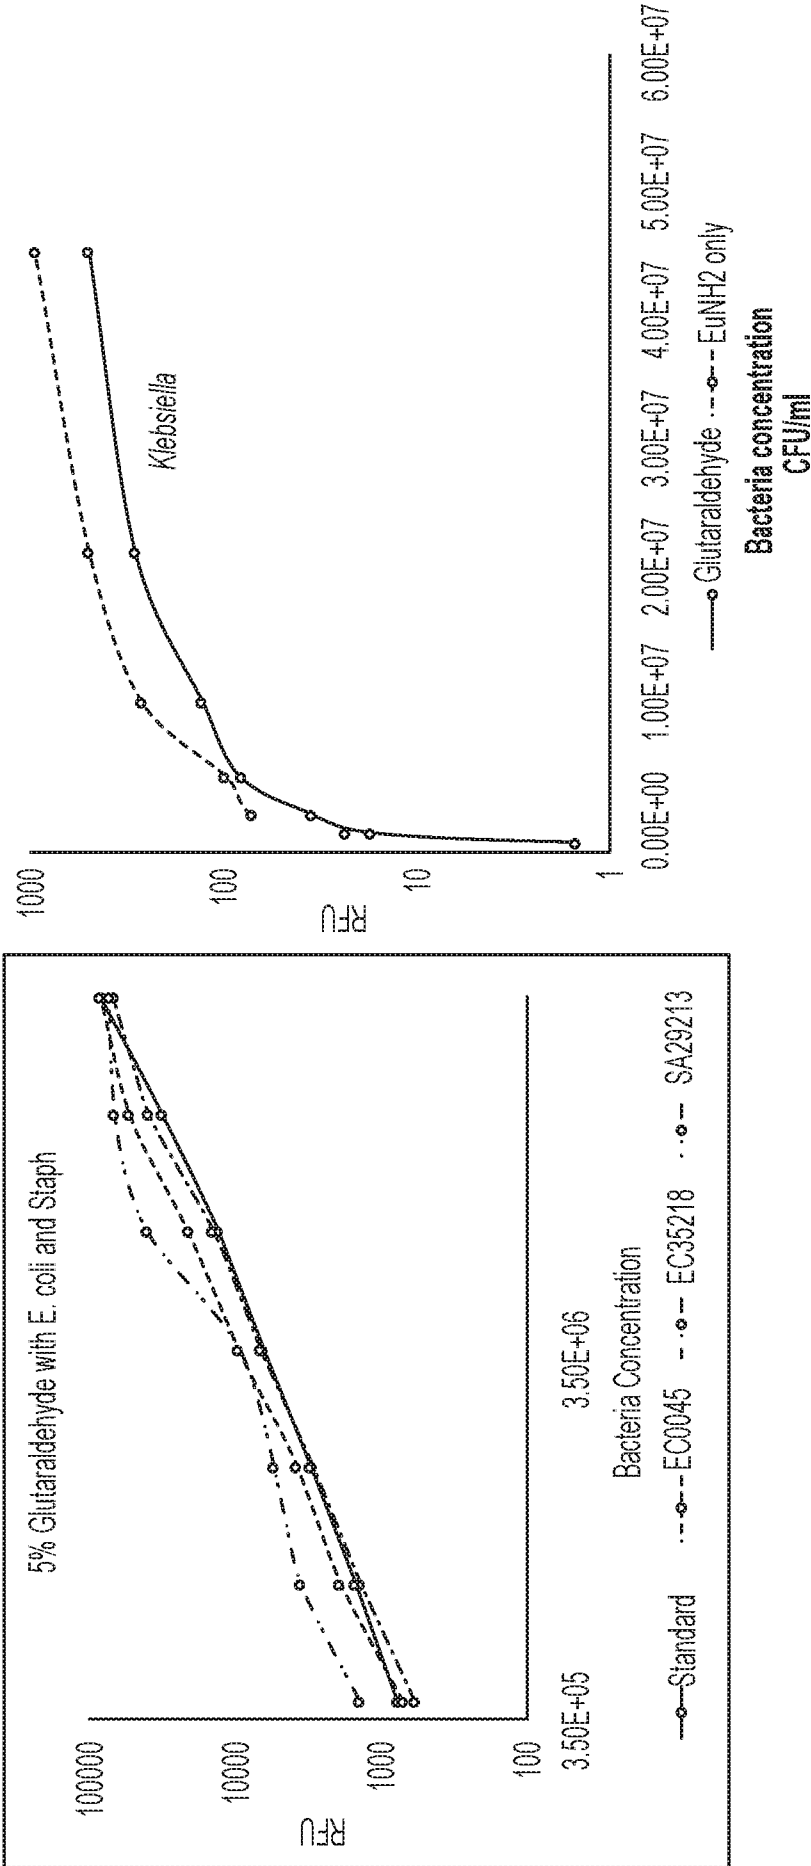 5% Glutaraldehyde with E. coli and Staph
100000
10000
1000
100
RFU
3.50E+05 3.50E+06
Bacteria Concentration
Standard EC0045 EC35218 SA29213
1000
100
10
1
RFU
Klebsiella
0.00E+00 1.00E+07 2.00E+07 3.00E+07 4.00E+07 5.00E+07 6.00E+07
Glutaraldehyde EuNH2 only
Bacteria concentration
CFU/ml